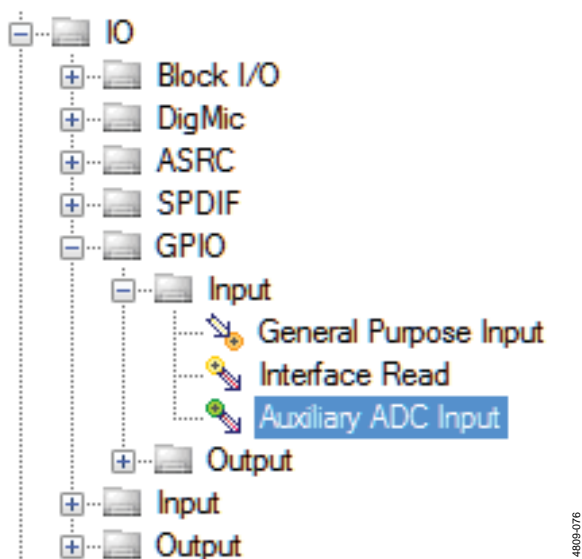 IO
Block I/O
DigMic
ASRC
SPDIF
GPIO
Input
General Purpose Input
Interface Read
Auxiliary ADC Input
Output
Input
Output
4809-076